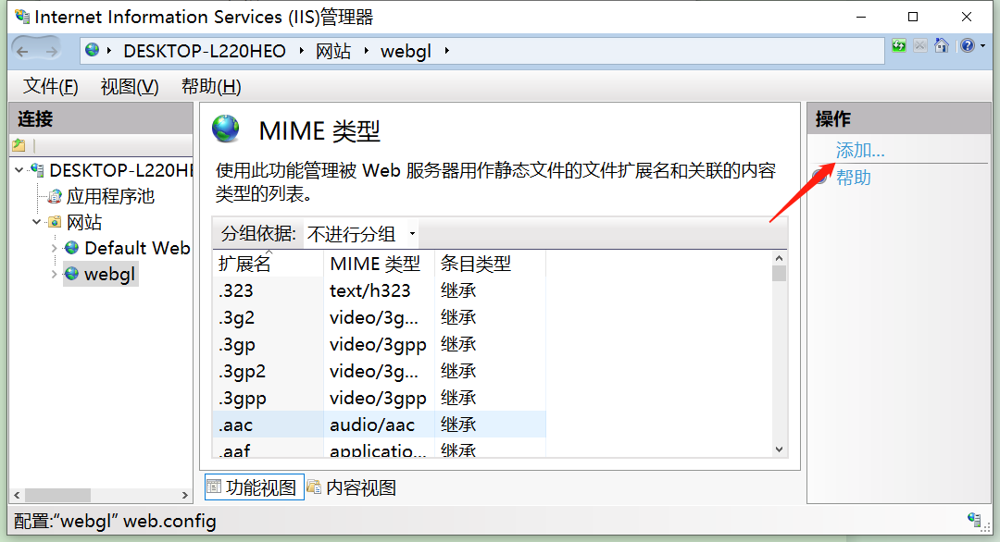 Internet Information Services (IIS)管理器
DESKTOP-L220HEO 网站 webgl
文件(F) 视图(V) 帮助(H)
连接
DESKTOP-L220HE
应用程序池
网站
Default Web
webgl
MIME 类型
使用此功能管理被 Web 服务器用作静态文件的文件扩展名和关联的内容
类型的列表。
分组依据: 不进行分组
扩展名 MIME 类型 条目类型
.323 text/h323 继承
.3g2 video/3g... 继承
.3gp video/3gpp 继承
.3gp2 video/3g... 继承
.3gpp video/3gpp 继承
.aac audio/aac 继承
.aaf applicatio... 继承
功能视图 内容视图
操作
添加...
帮助
配置:“webgl” web.config